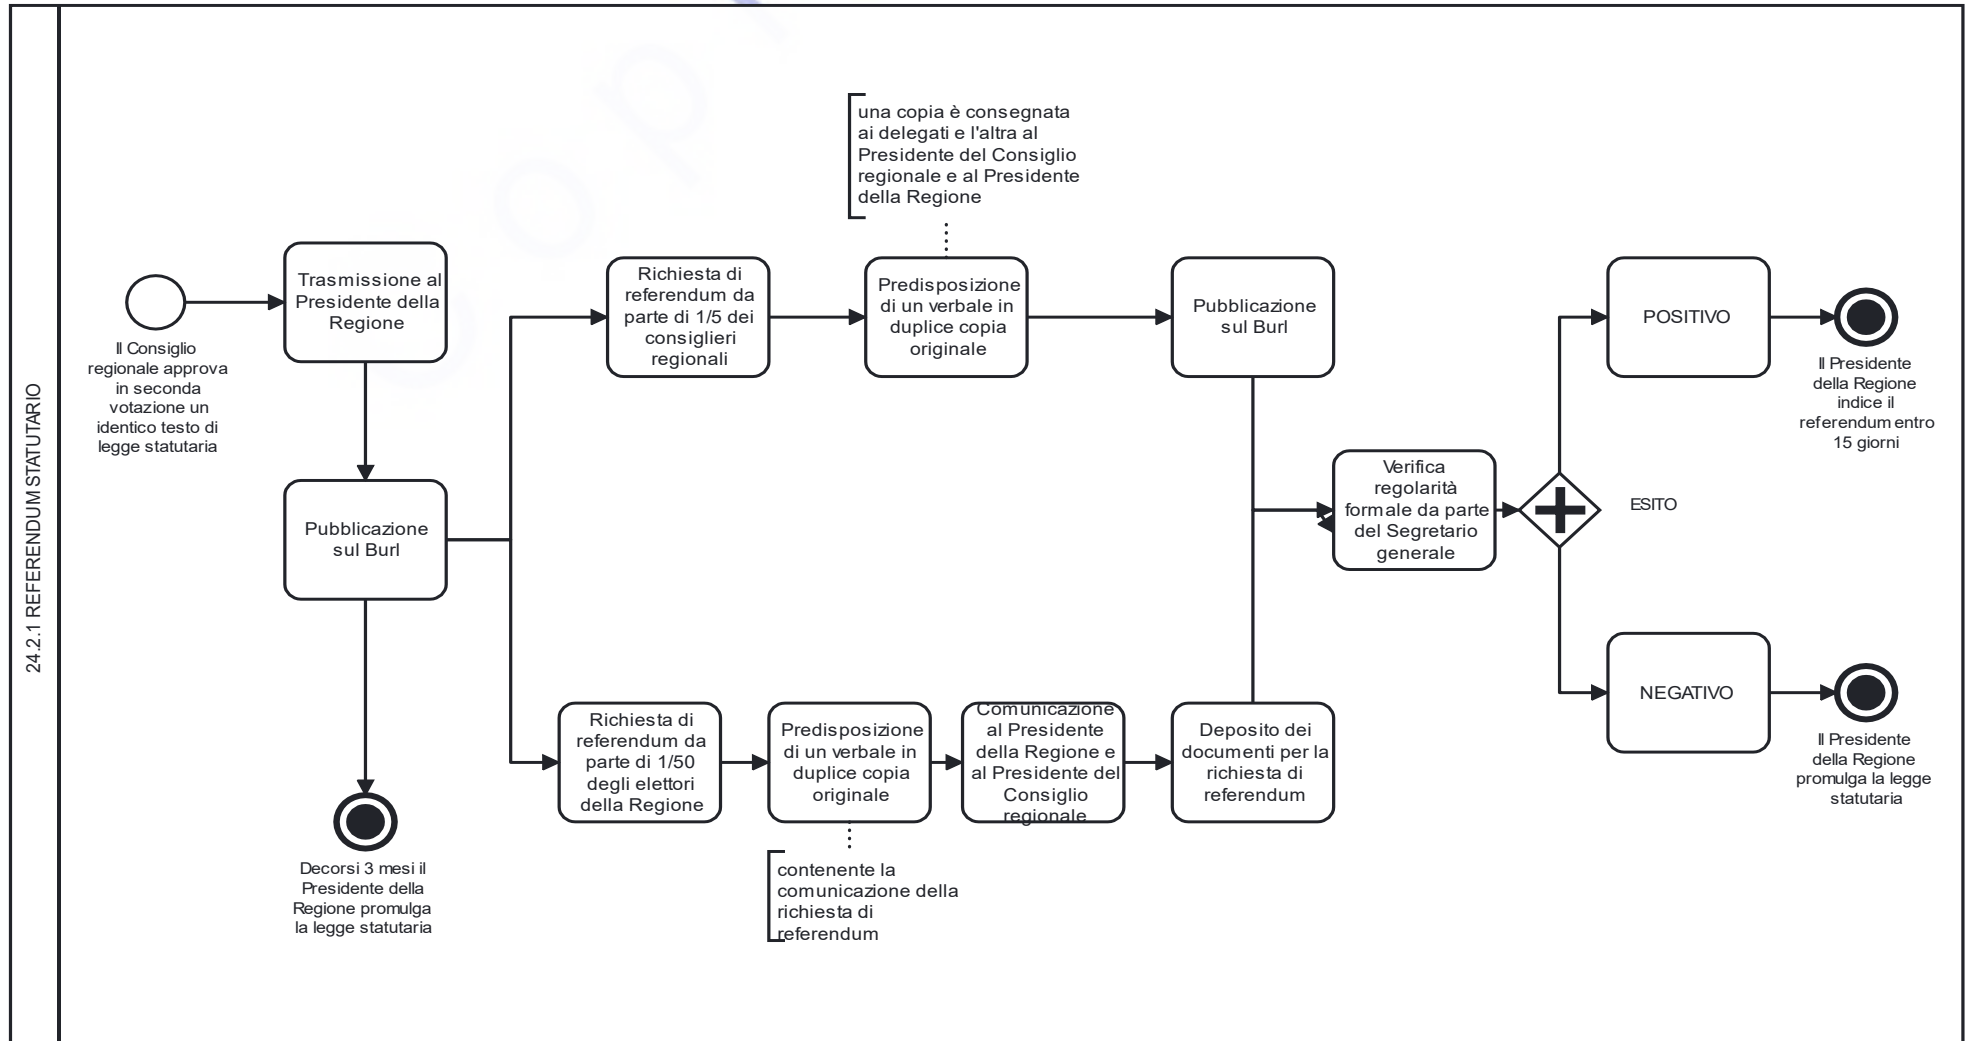 24.2.1 REFERENDUM STATUTARIO
Il Consiglio
regionale approva
in seconda
votazione un
identico testo di
legge statutaria
Trasmissione al
Presidente della
Regione
Pubblicazione
sul Burl
Decorsi 3 mesi il
Presidente della
Regione promulga
la legge statutaria
Richiesta di
referendum da
parte di 1/5 dei
consiglieri
regionali
una copia è consegnata
ai delegati e l'altra al
Presidente del Consiglio
regionale e al Presidente
della Regione
Predisposizione
di un verbale in
duplice copia
originale
Pubblicazione
sul Burl
Richiesta di
referendum da
parte di 1/50
degli elettori
della Regione
Predisposizione
di un verbale in
duplice copia
originale
contenente la
comunicazione della
richiesta di
referendum
Comunicazione
al Presidente
della Regione e
al Presidente del
Consiglio
regionale
Deposito dei
documenti per la
richiesta di
referendum
Verifica
regolarità
formale da parte
del Segretario
generale
ESITO
POSITIVO
Il Presidente
della Regione
indice il
referendum entro
15 giorni
NEGATIVO
Il Presidente
della Regione
promulga la legge
statutaria